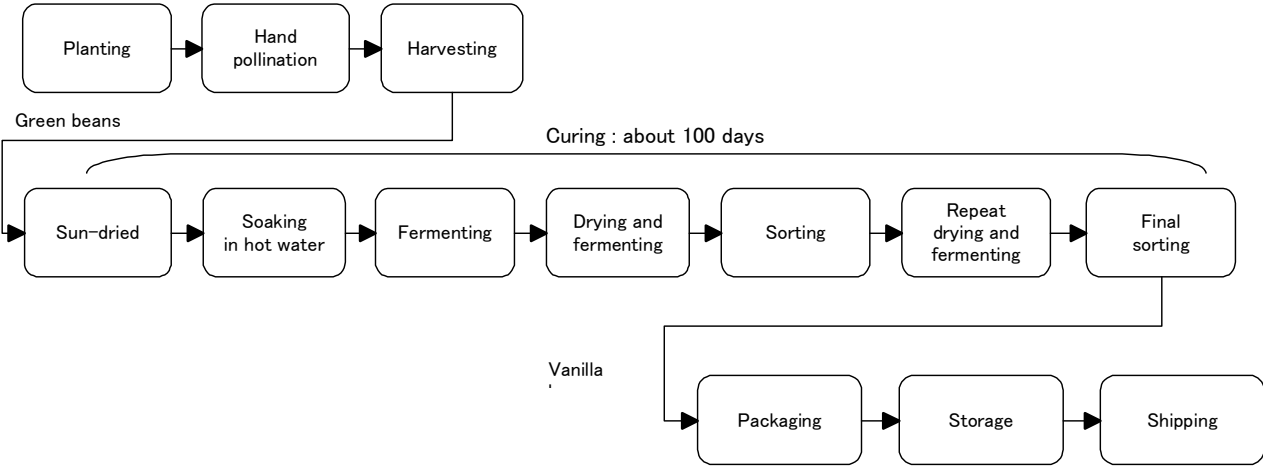 Planting
Hand
pollination
Harvesting
Green beans
Curing : about 100 days
Sun-dried
Soaking
in hot water
Fermenting
Drying and
fermenting
Sorting
Repeat
drying and
fermenting
Final
sorting
Vanilla
Packaging
Storage
Shipping